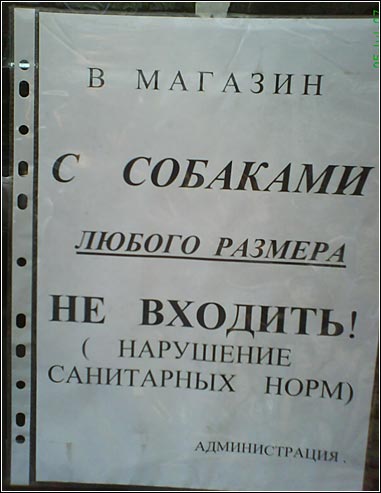 В МАГАЗИН
С СОБАКАМИ
ЛЮБОГО РАЗМЕРА
НЕ ВХОДИТЬ!
( НАРУШЕНИЕ
САНИТАРНЫХ НОРМ)
АДМИНИСТРАЦИЯ.